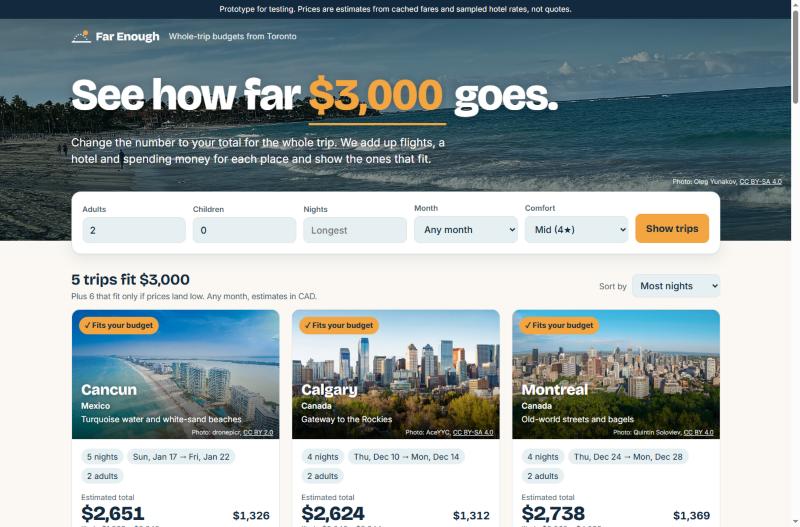 Prototype for testing. Prices are estimates from cached fares and sampled hotel rates, not quotes.
Far Enough
Whole-trip budgets from Toronto
See how far $3,000 goes.
Change the number to your total for the whole trip. We add up flights, a
hotel and spending money for each place and show the ones that fit.
Photo: Oleg Yunakov, CC BY-SA 4.0
Adults
Children
Nights
Month
Comfort
2
0
Longest
Any month
Mid (4★)
Show trips
5 trips fit $3,000
Plus 6 that fit only if prices land low. Any month, estimates in CAD.
Sort by
Most nights
✓ Fits your budget
Cancun
Mexico
Turquoise water and white-sand beaches
Photo: dronepicr, CC BY 2.0
5 nights
Sun, Jan 17 → Fri, Jan 22
2 adults
Estimated total
$2,651
$1,326
✓ Fits your budget
Calgary
Canada
Gateway to the Rockies
Photo: AceYYC, CC BY-SA 4.0
4 nights
Thu, Dec 10 → Mon, Dec 14
2 adults
Estimated total
$2,624
$1,312
✓ Fits your budget
Montreal
Canada
Old-world streets and bagels
Photo: Quintin Soloviev, CC BY 4.0
4 nights
Thu, Dec 24 → Mon, Dec 28
2 adults
Estimated total
$2,738
$1,369